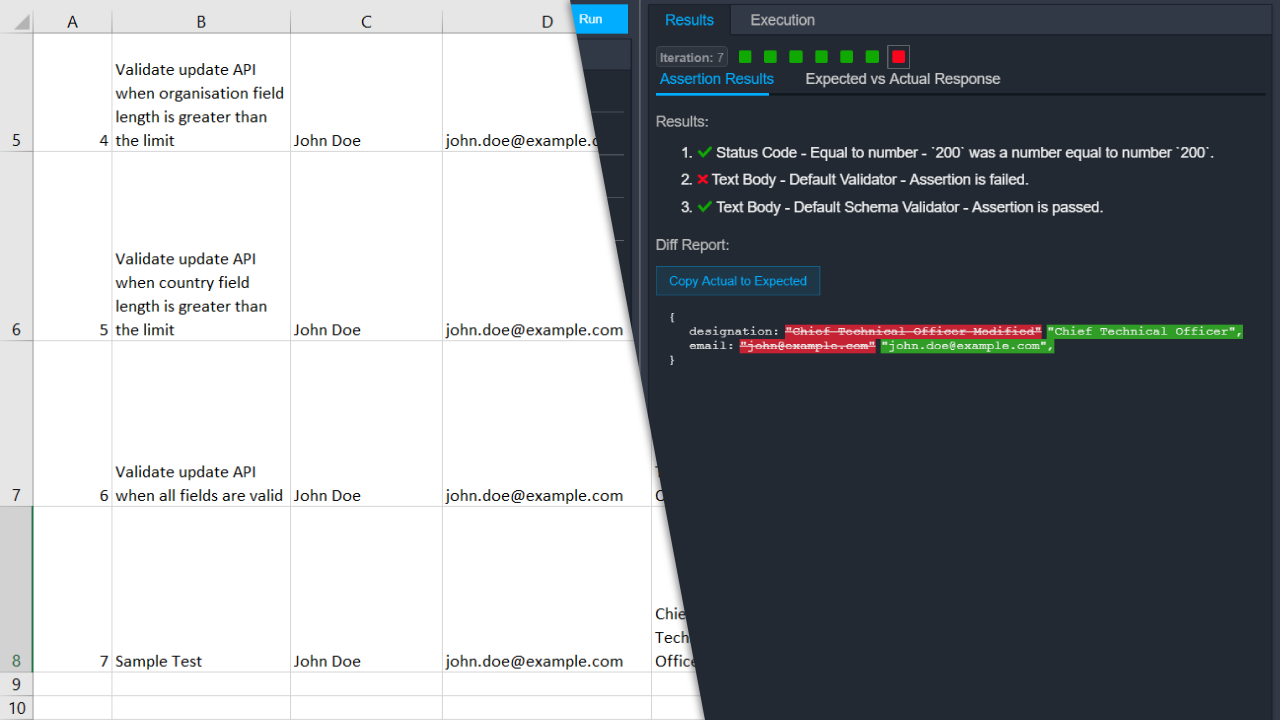 A B C D
Validate update API
when organisation field
length is greater than
5 4 the limit John Doe john.doe@example.c
Validate update API
when country field
length is greater than
6 5 the limit John Doe john.doe@example.com
Validate update API
7 6 when all fields are valid John Doe john.doe@example.com
Chie
Tech
8 7 Sample Test John Doe john.doe@example.com Office
9
10
Run
Results Execution
Iteration: 7
Assertion Results Expected vs Actual Response
Results:
1. Status Code - Equal to number - `200` was a number equal to number `200`.
2. Text Body - Default Validator - Assertion is failed.
3. Text Body - Default Schema Validator - Assertion is passed.
Diff Report:
Copy Actual to Expected
{
designation: "Chief Technical Officer Modified" "Chief Technical Officer",
email: "john@example.com" "john.doe@example.com",
}